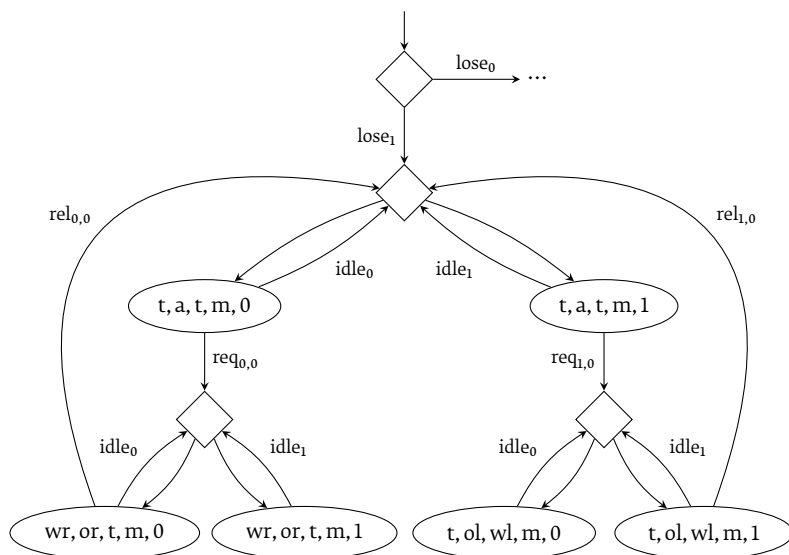 lose₀
...
lose₁
rel₀,₀
rel₁,₀
idle₀
idle₁
t, a, t, m, 0
t, a, t, m, 1
req₀,₀
req₁,₀
idle₀
idle₁
idle₀
idle₁
wr, or, t, m, 0
wr, or, t, m, 1
t, ol, wl, m, 0
t, ol, wl, m, 1